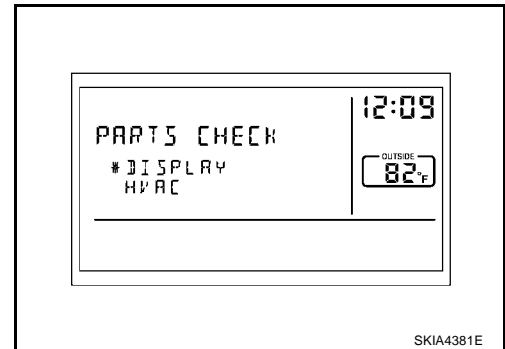 PARTS CHECK
*DISPLAY
HVAC
12:09
OUTSIDE
82°F
SKIA4381E